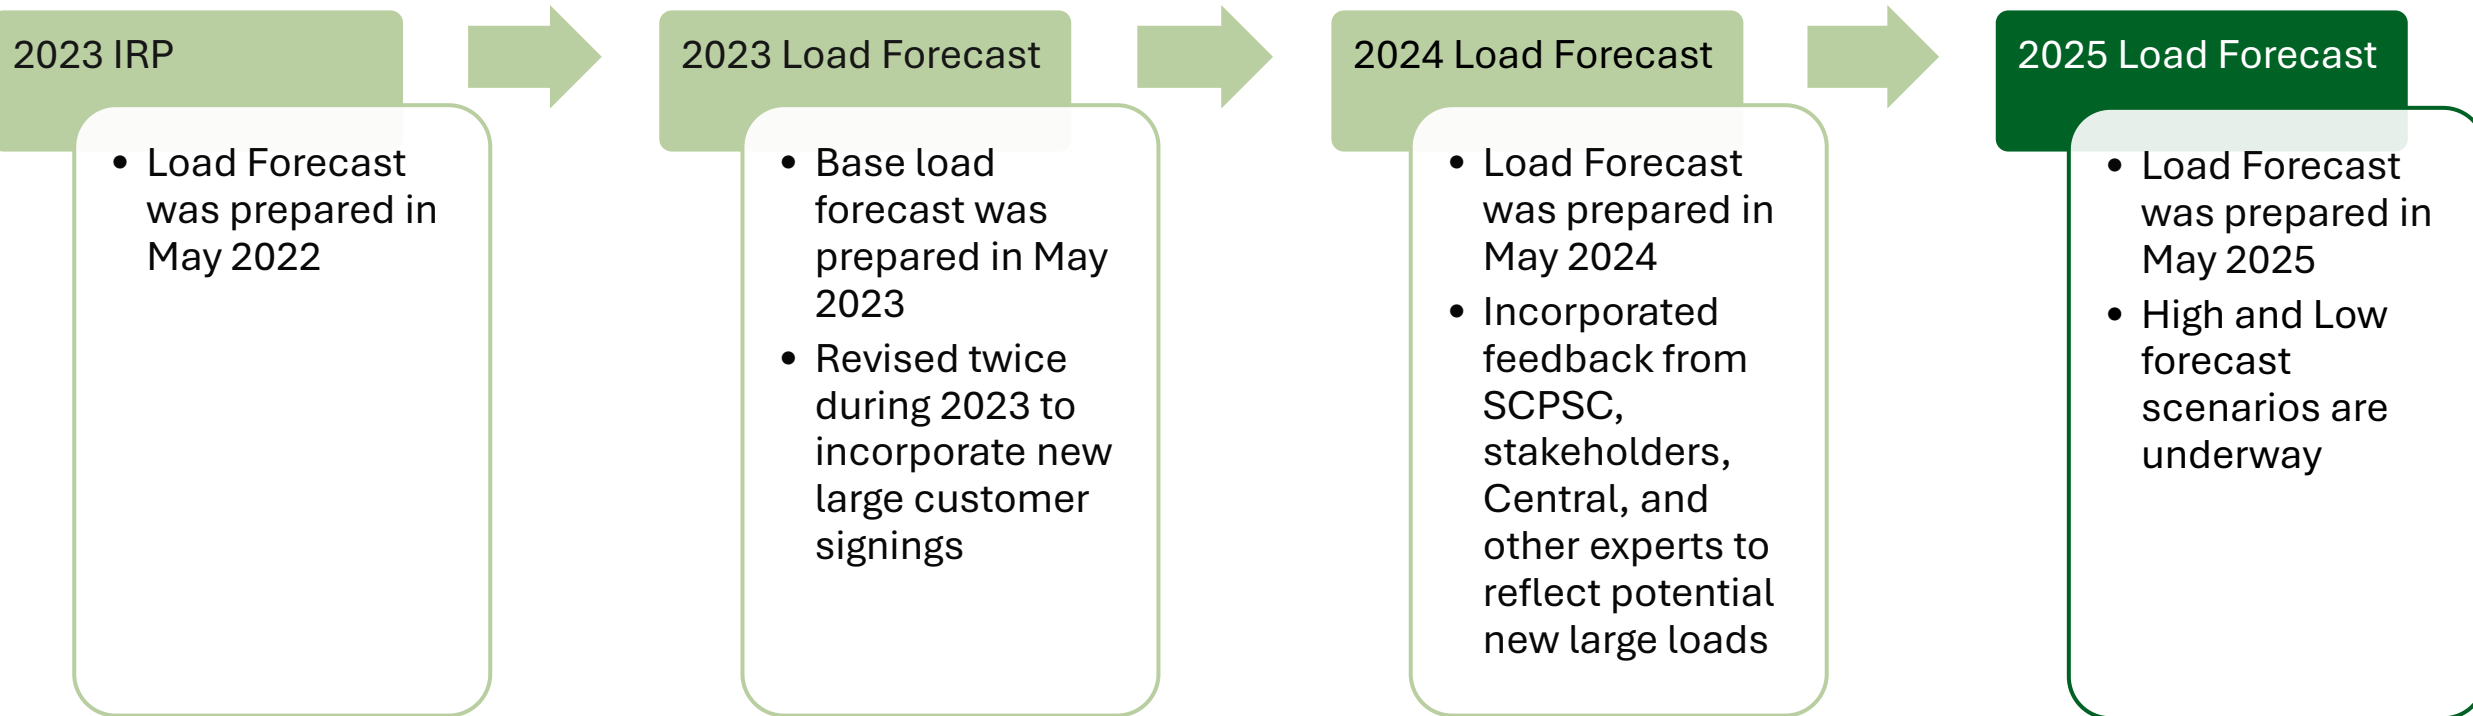 2023 IRP
• Load Forecast
was prepared in
May 2022
2023 Load Forecast
• Base load
forecast was
prepared in May
2023
• Revised twice
during 2023 to
incorporate new
large customer
signings
2024 Load Forecast
• Load Forecast
was prepared in
May 2024
• Incorporated
feedback from
SCPSC,
stakeholders,
Central, and
other experts to
reflect potential
new large loads
2025 Load Forecast
• Load Forecast
was prepared in
May 2025
• High and Low
forecast
scenarios are
underway